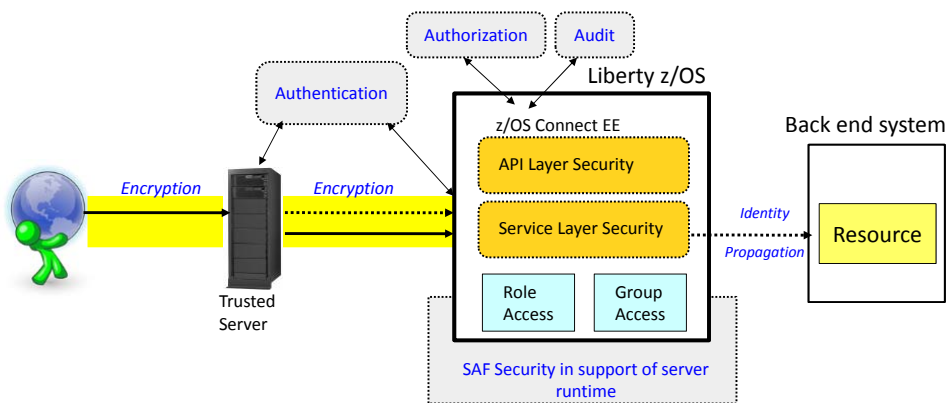 Authorization
Audit
Liberty z/OS
Authentication
z/OS Connect EE
Back end system
API Layer Security
Encryption
Encryption
Service Layer Security
Identity
Propagation
Resource
Trusted
Server
Role
Access
Group
Access
SAF Security in support of server
runtime